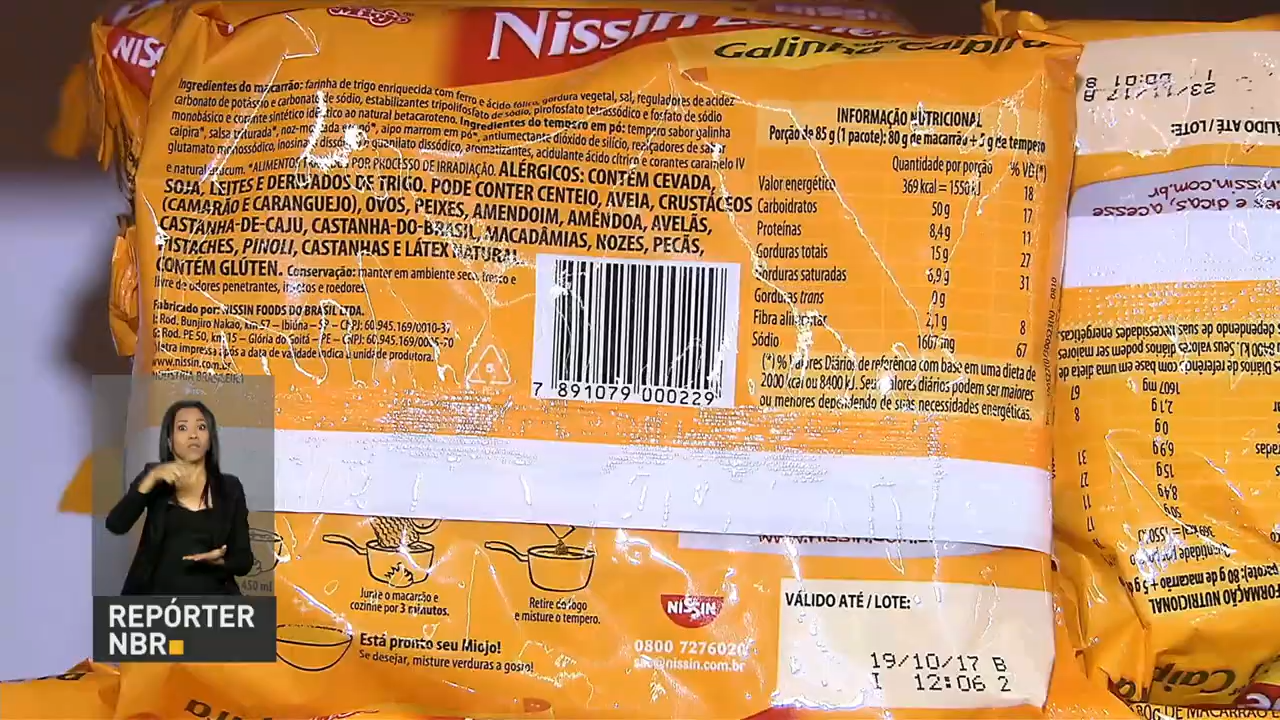 Nissin
Galinha Caipira
Ingredientes do macarrão: farinha de trigo enriquecida com ferro e ácido fólico, gordura vegetal, sal, reguladores de acidez
carbonato de potássio e carbonato de sódio, estabilizantes tripolifosfato de sódio, pirofosfato tetrassódico e fosfato de sódio
monobásico e corante sintético idêntico ao natural betacaroteno. Ingredientes do tempero em pó: tempero sabor galinha
caipira*, salsa triturada*, noz-moscada em pó*, aipo marrom em pó*, antiumectante dióxido de silício, realçadores de sabor
glutamato monossódico, inosinato dissódico e guanilato dissódico, aromatizantes, acidulante ácido cítrico e corantes caramelo IV
e natural urucum. *ALIMENTOS TRATADOS POR PROCESSO DE IRRADIAÇÃO. ALÉRGICOS: CONTÉM CEVADA,
SOJA, LEITES E DERIVADOS DE TRIGO. PODE CONTER CENTEIO, AVEIA, CRUSTÁCEOS
(CAMARÃO E CARANGUEJO), OVOS, PEIXES, AMENDOIM, AMÊNDOA, AVELÃS,
CASTANHA-DE-CAJU, CASTANHA-DO-BRASIL, MACADÂMIAS, NOZES, PECÃS,
PISTACHES, PINOLI, CASTANHAS E LÁTEX NATURAL.
CONTÉM GLÚTEN. Conservação: manter em ambiente seco, fresco e
livre de odores penetrantes, insetos e roedores.
Fabricado por: NISSIN FOODS DO BRASIL LTDA.
I: Rod. Bunjiro Nakao, km 57 – Ibiúna – SP – CNPJ: 60.945.169/0010-37
G: Rod. PE 50, km 15 – Glória do Goitá – PE – CNPJ: 60.945.169/0005-70
A letra impressa após a data de validade indica a unidade produtora.
www.nissin.com.br
INDÚSTRIA BRASILEIRA
7 891079 000229
INFORMAÇÃO NUTRICIONAL
Porção de 85 g (1 pacote): 80 g de macarrão + 5 g de tempero
Quantidade por porção % VD(*)
Valor energético 369 kcal = 1550 kJ 18
Carboidratos 50 g 17
Proteínas 8,4 g 11
Gorduras totais 15 g 27
Gorduras saturadas 6,9 g 31
Gorduras trans 0 g
Fibra alimentar 2,1 g 8
Sódio 1607 mg 67
(*) % Valores Diários de referência com base em uma dieta de
2000 kcal ou 8400 kJ. Seus valores diários podem ser maiores
ou menores dependendo de suas necessidades energéticas.
450 ml
Junte o macarrão e
cozinhe por 3 minutos.
Retire do fogo
e misture o tempero.
Está pronto seu Miojo!
Se desejar, misture verduras a gosto!
NISSIN
0800 7276020
sac@nissin.com.br
VÁLIDO ATÉ / LOTE:
19/10/17 B
I 12:06 2
REPÓRTER
NBR